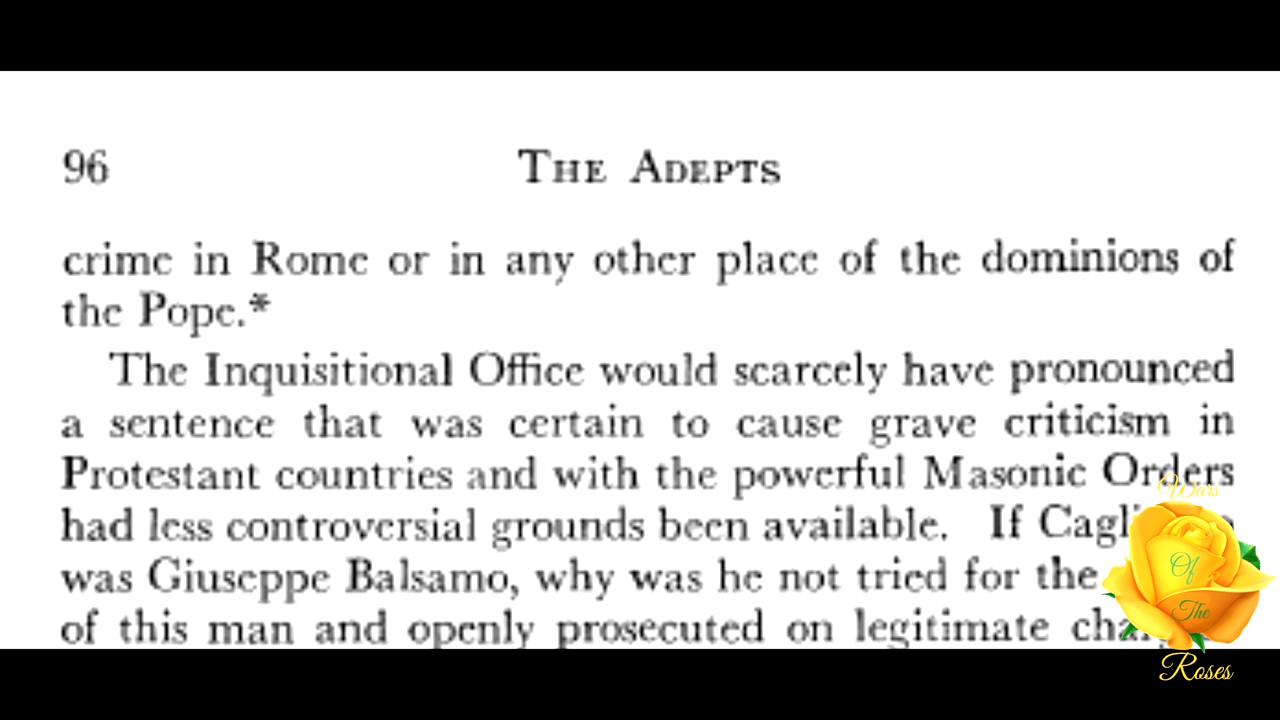 96 THE ADEPTS
crime in Rome or in any other place of the dominions of
the Pope.*
The Inquisitional Office would scarcely have pronounced
a sentence that was certain to cause grave criticism in
Protestant countries and with the powerful Masonic Orders
had less controversial grounds been available. If
was Giuseppe Balsamo, why was he not tried for the
of this man and openly prosecuted on legitimate
Wars
Of
The
Roses